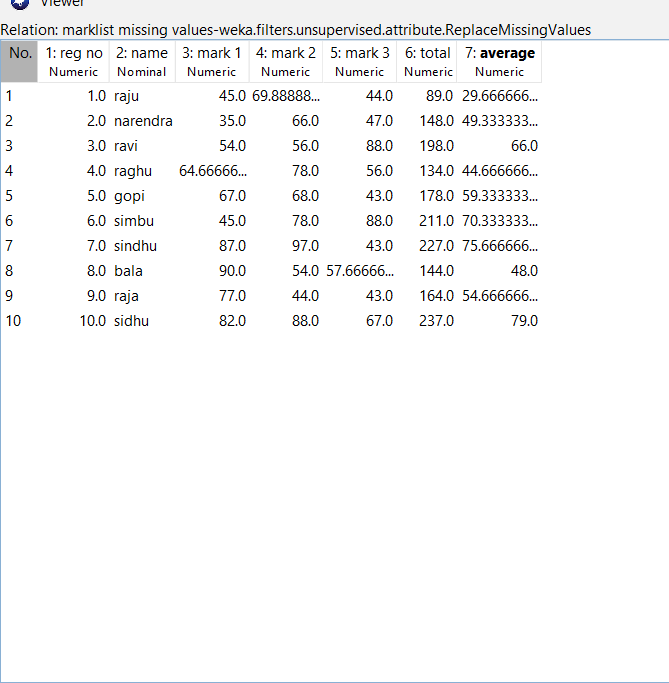 Viewer
Relation: marklist missing values-weka.filters.unsupervised.attribute.ReplaceMissingValues
No. 1: reg no 2: name 3: mark 1 4: mark 2 5: mark 3 6: total 7: average
Numeric Nominal Numeric Numeric Numeric Numeric Numeric
1 1.0 raju 45.0 69.88888... 44.0 89.0 29.666666...
2 2.0 narendra 35.0 66.0 47.0 148.0 49.333333...
3 3.0 ravi 54.0 56.0 88.0 198.0 66.0
4 4.0 raghu 64.66666... 78.0 56.0 134.0 44.666666...
5 5.0 gopi 67.0 68.0 43.0 178.0 59.333333...
6 6.0 simbu 45.0 78.0 88.0 211.0 70.333333...
7 7.0 sindhu 87.0 97.0 43.0 227.0 75.666666...
8 8.0 bala 90.0 54.0 57.66666... 144.0 48.0
9 9.0 raja 77.0 44.0 43.0 164.0 54.666666...
10 10.0 sidhu 82.0 88.0 67.0 237.0 79.0